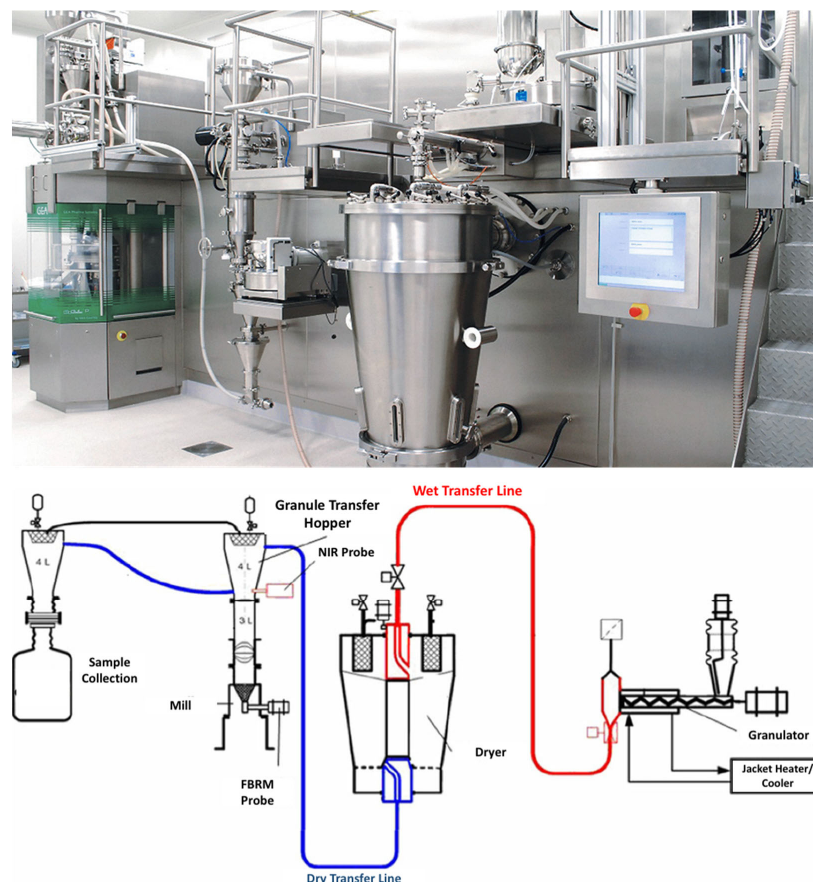 GEA
Wet Transfer Line
Granule Transfer
Hopper
NIR Probe
4 L
4 L
3 L
Sample
Collection
Mill
Dryer
Granulator
FBRM
Probe
Jacket Heater/
Cooler
Dry Transfer Line